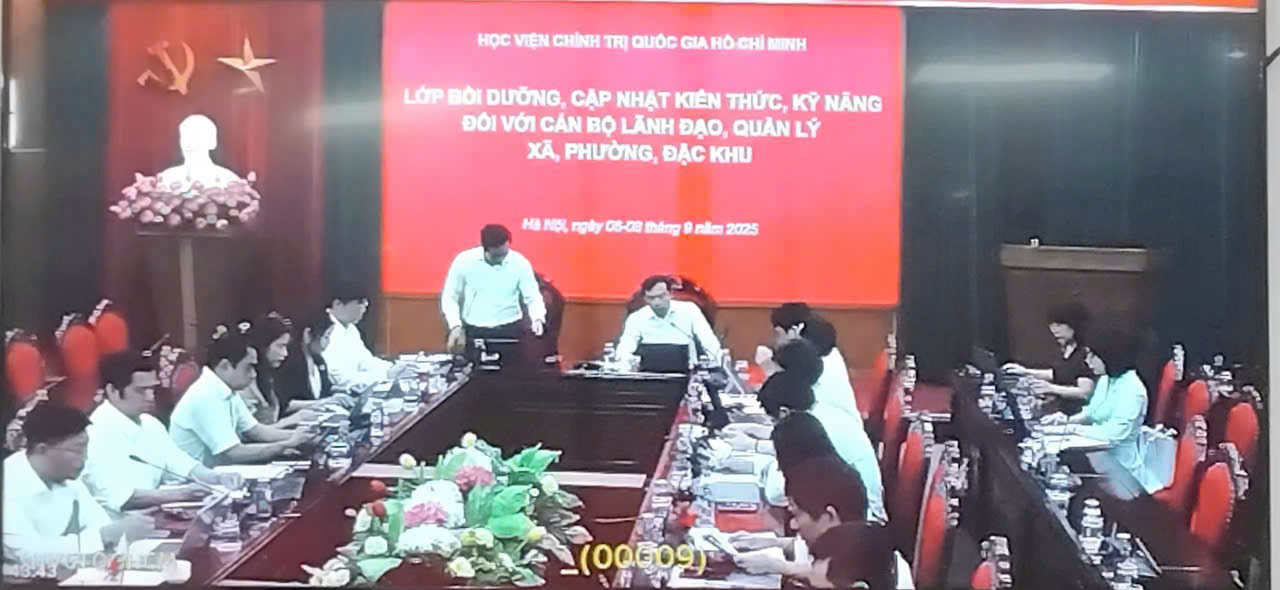 HỌC VIỆN CHÍNH TRỊ QUỐC GIA HỒ CHÍ MINH
LỚP BỒI DƯỠNG, CẬP NHẬT KIẾN THỨC, KỸ NĂNG
ĐỐI VỚI CÁN BỘ LÃNH ĐẠO, QUẢN LÝ
XÃ, PHƯỜNG, ĐẶC KHU
Hà Nội, ngày 06-08 tháng 9 năm 2025
_(00009)